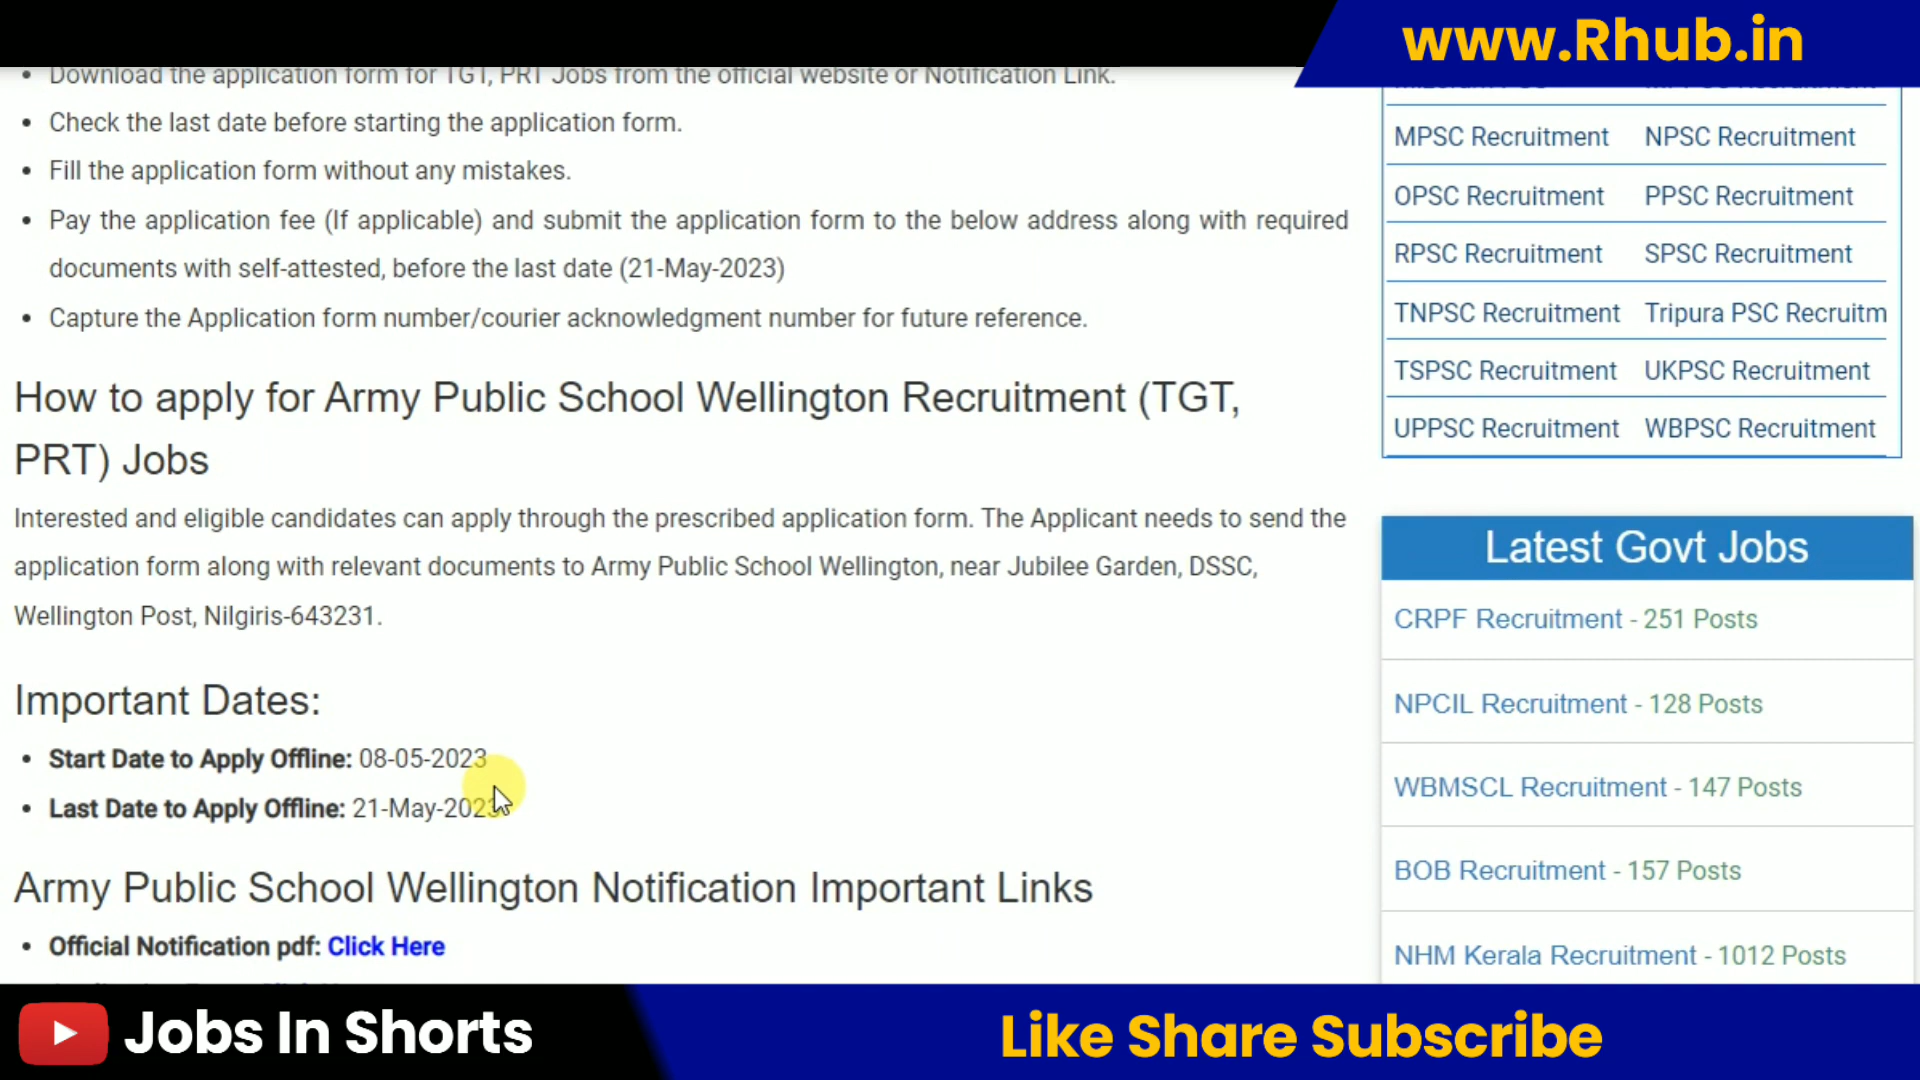 www.Rhub.in
Download the application form for TGT, PRT Jobs from the official website or Notification Link.
Check the last date before starting the application form.
Fill the application form without any mistakes.
Pay the application fee (If applicable) and submit the application form to the below address along with required
documents with self-attested, before the last date (21-May-2023)
Capture the Application form number/courier acknowledgment number for future reference.
How to apply for Army Public School Wellington Recruitment (TGT,
PRT) Jobs
Interested and eligible candidates can apply through the prescribed application form. The Applicant needs to send the
application form along with relevant documents to Army Public School Wellington, near Jubilee Garden, DSSC,
Wellington Post, Nilgiris-643231.
Important Dates:
Start Date to Apply Offline: 08-05-2023
Last Date to Apply Offline: 21-May-2023
Army Public School Wellington Notification Important Links
Official Notification pdf: Click Here
MPSC Recruitment NPSC Recruitment
OPSC Recruitment PPSC Recruitment
RPSC Recruitment SPSC Recruitment
TNPSC Recruitment Tripura PSC Recruitm
TSPSC Recruitment UKPSC Recruitment
UPPSC Recruitment WBPSC Recruitment
Latest Govt Jobs
CRPF Recruitment - 251 Posts
NPCIL Recruitment - 128 Posts
WBMSCL Recruitment - 147 Posts
BOB Recruitment - 157 Posts
NHM Kerala Recruitment - 1012 Posts
Jobs In Shorts
Like Share Subscribe